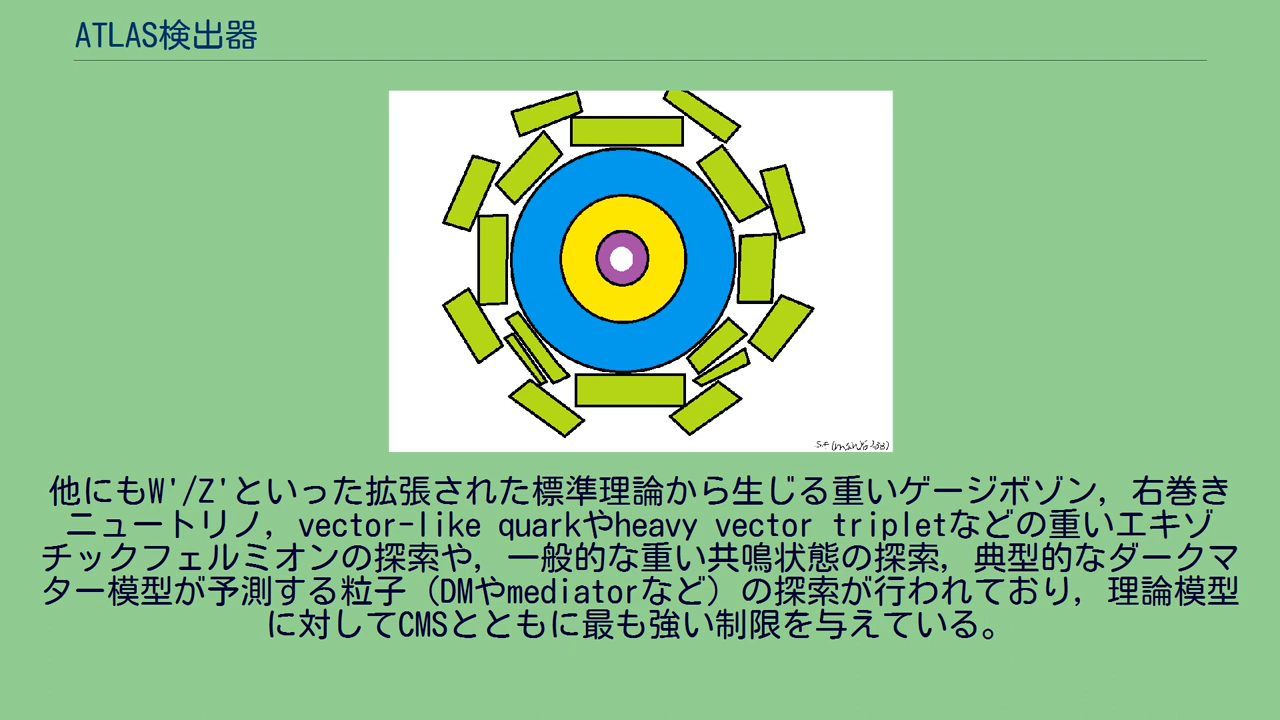 ATLAS検出器
他にもW'/Z'といった拡張された標準理論から生じる重いゲージボゾン，右巻き
ニュートリノ，vector-like quarkやheavy vector tripletなどの重いエキゾ
チックフェルミオンの探索や，一般的な重い共鳴状態の探索，典型的なダークマ
ター模型が予測する粒子（DMやmediatorなど）の探索が行われており，理論模型
に対してCMSとともに最も強い制限を与えている。